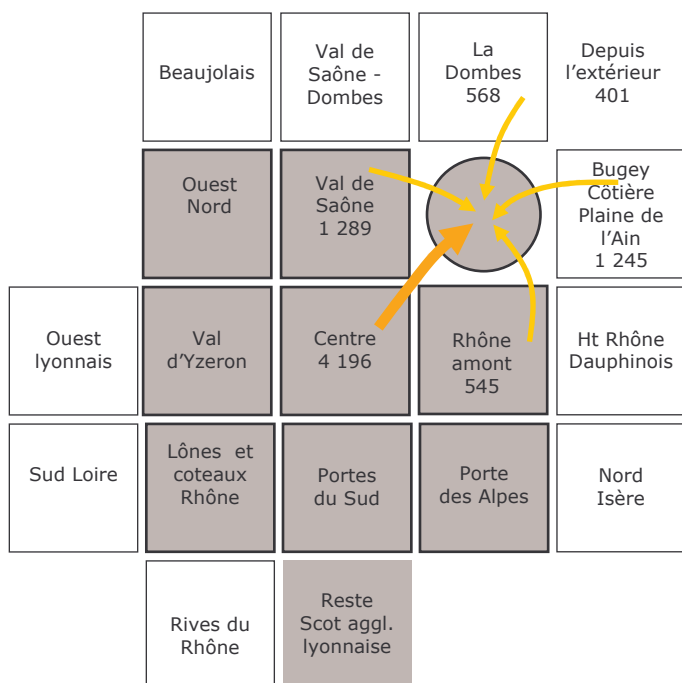 Beaujolais
Val de
Saône -
Dombes
La
Dombes
568
Depuis
l'extérieur
401
Ouest
Nord
Val de
Saône
1 289
Bugey
Côtière
Plaine de
l'Ain
1 245
Ouest
lyonnais
Val
d'Yzeron
Centre
4 196
Rhône
amont
545
Ht Rhône
Dauphinois
Sud Loire
Lônes et
coteaux
Rhône
Portes
du Sud
Porte
des Alpes
Nord
Isère
Rives du
Rhône
Reste
Scot aggl.
lyonnaise